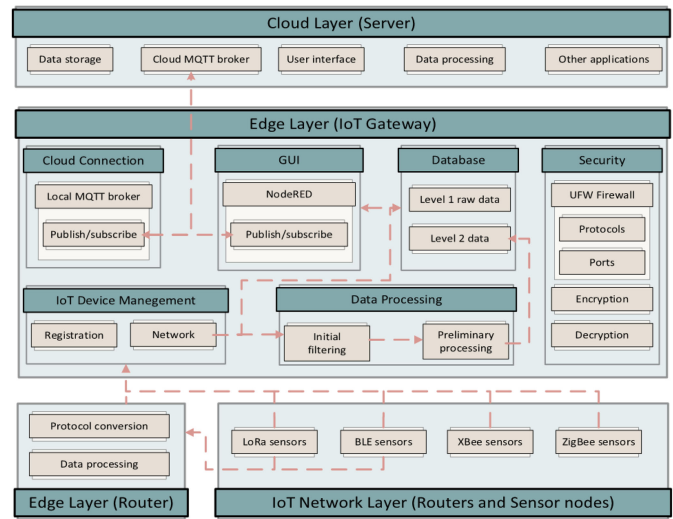 Cloud Layer (Server)
Data storage
Cloud MQTT broker
User interface
Data processing
Other applications
Edge Layer (IoT Gateway)
Cloud Connection
Local MQTT broker
Publish/subscribe
GUI
NodeRED
Publish/subscribe
Database
Level 1 raw data
Level 2 data
Security
UFW Firewall
Protocols
Ports
Encryption
Decryption
IoT Device Manegement
Registration
Network
Data Processing
Initial
filtering
Preliminary
processing
Protocol conversion
Data processing
Edge Layer (Router)
LoRa sensors
BLE sensors
XBee sensors
ZigBee sensors
IoT Network Layer (Routers and Sensor nodes)